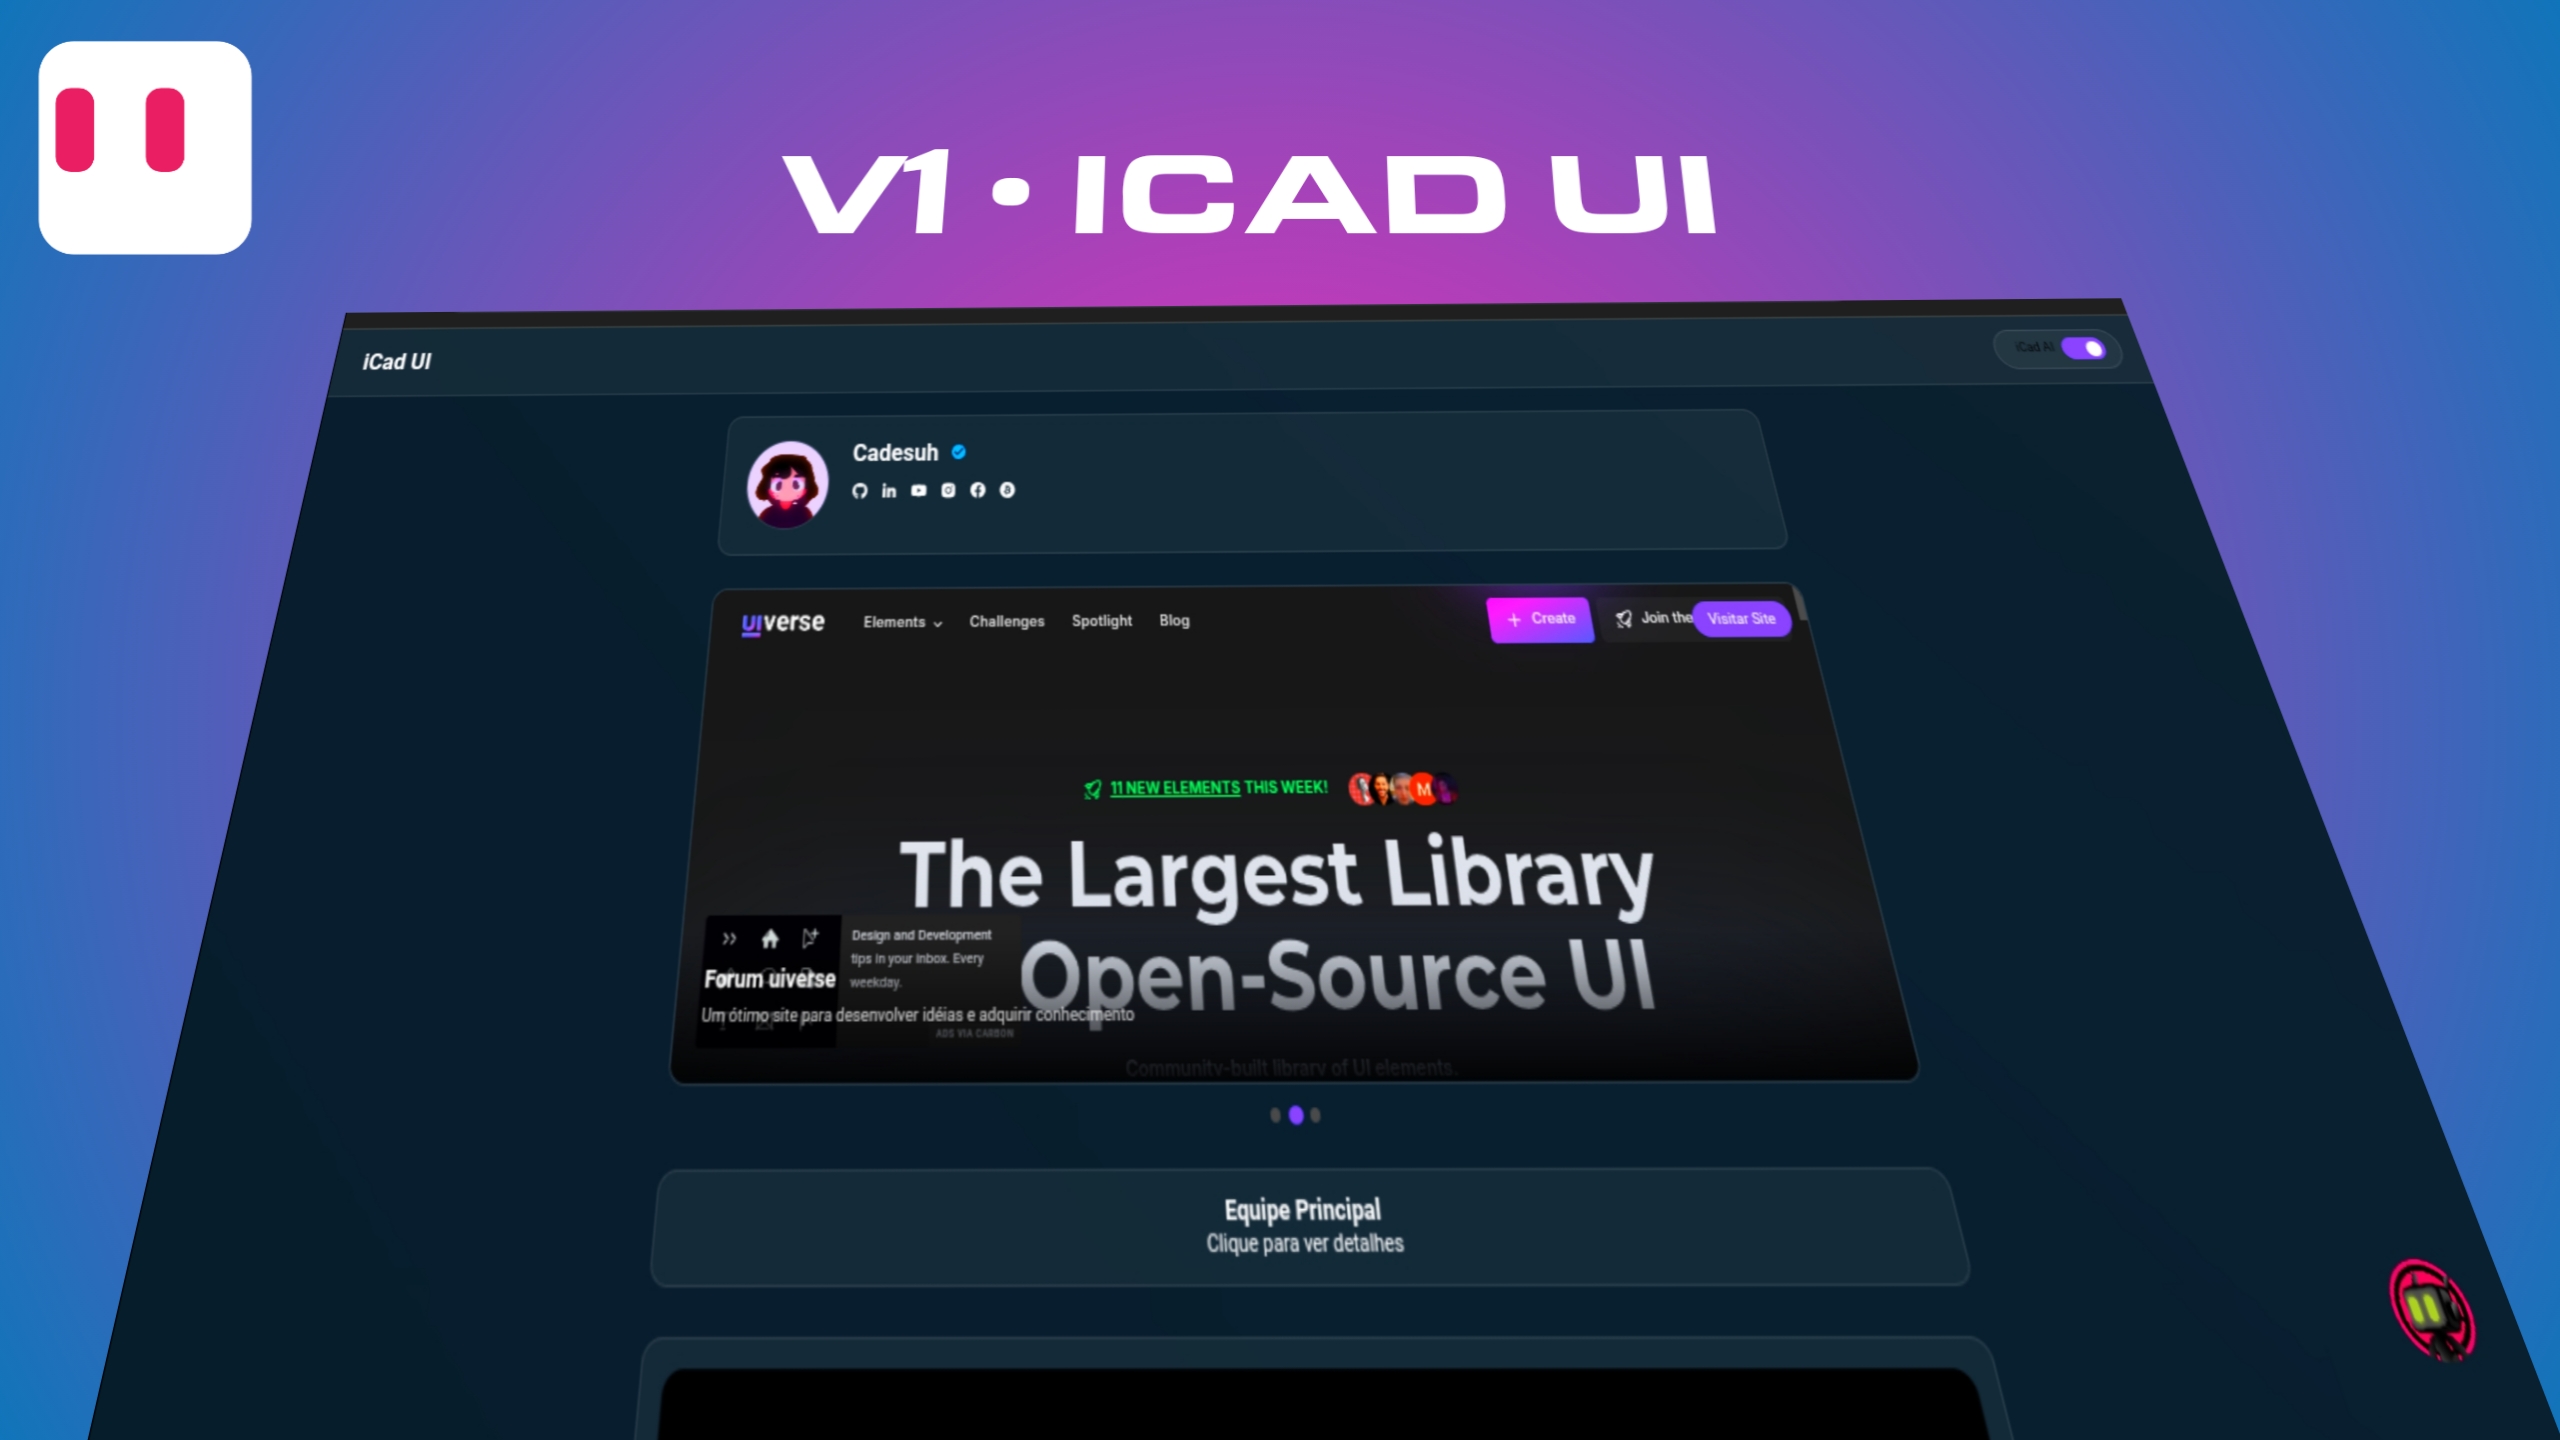 V1 • ICAD UI
iCad UI
iCad AI
Cadesuh
uiverse
Elements
Challenges
Spotlight
Blog
+ Create
Join the
Visitar Site
11 NEW ELEMENTS THIS WEEK!
M
The Largest Library
Open-Source UI
Design and Development
tips in your inbox. Every
weekday.
Forum uiverse
Um ótimo site para desenvolver idéias e adquirir conhecimento
ADS VIA CARBON
Community-built library of UI elements.
Equipe Principal
Clique para ver detalhes